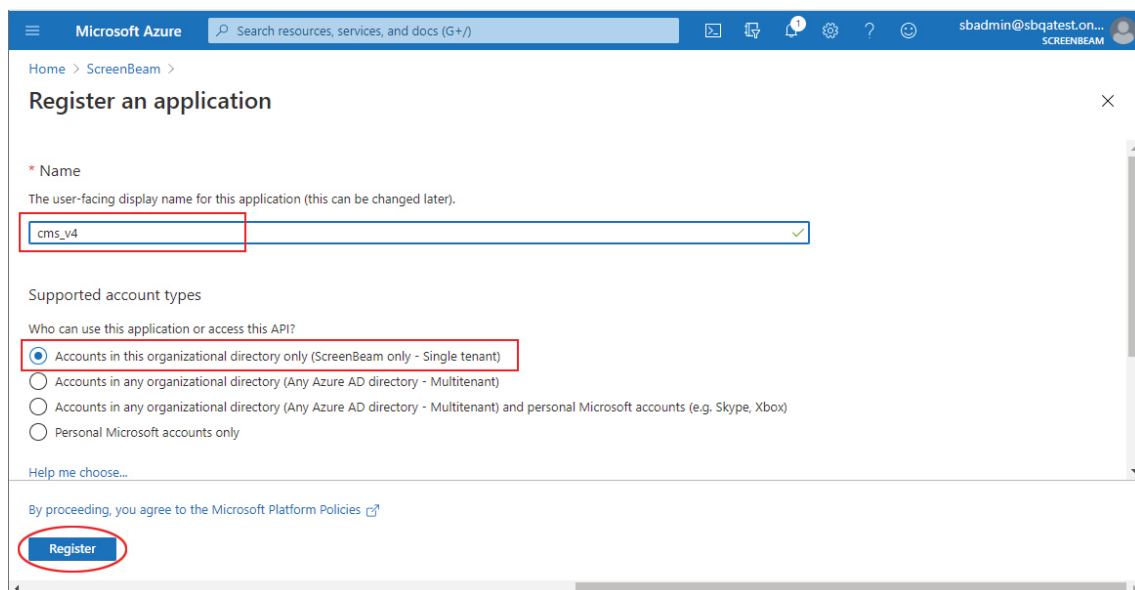 Microsoft Azure
Search resources, services, and docs (G+/)
1
?
sbadmin@sbqatest.on...
SCREENBEAM
Home > ScreenBeam >
Register an application
* Name
The user-facing display name for this application (this can be changed later).
cms_v4
Supported account types
Who can use this application or access this API?
Accounts in this organizational directory only (ScreenBeam only - Single tenant)
Accounts in any organizational directory (Any Azure AD directory - Multitenant)
Accounts in any organizational directory (Any Azure AD directory - Multitenant) and personal Microsoft accounts (e.g. Skype, Xbox)
Personal Microsoft accounts only
Help me choose...
By proceeding, you agree to the Microsoft Platform Policies
Register